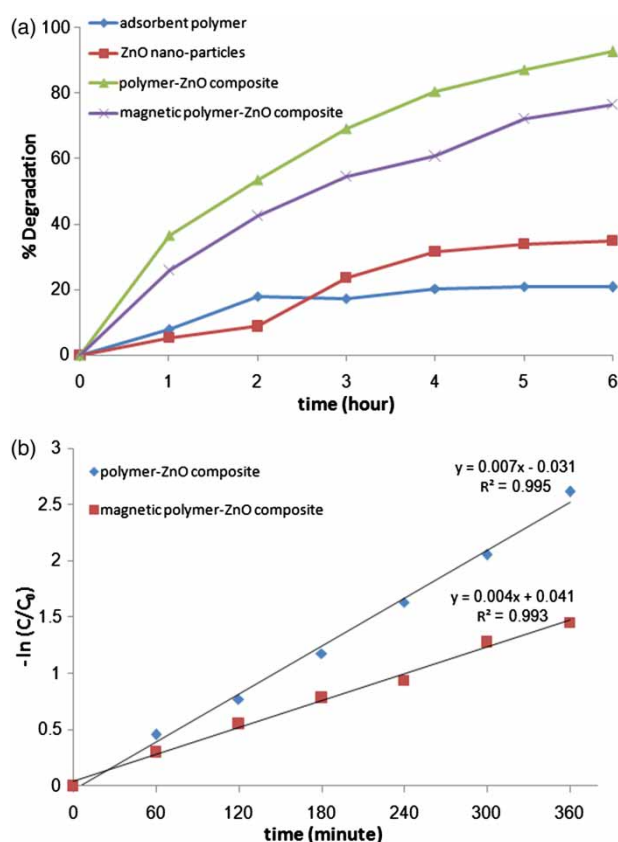 (a)
adsorbent polymer
ZnO nano-particles
polymer-ZnO composite
magnetic polymer-ZnO composite
100
80
60
40
20
0
% Degradation
0 1 2 3 4 5 6
time (hour)
(b)
polymer-ZnO composite
magnetic polymer-ZnO composite
y = 0.007x - 0.031
R² = 0.995
y = 0.004x + 0.041
R² = 0.993
3
2.5
2
1.5
1
0.5
0
-ln (C/C₀)
0 60 120 180 240 300 360
time (minute)